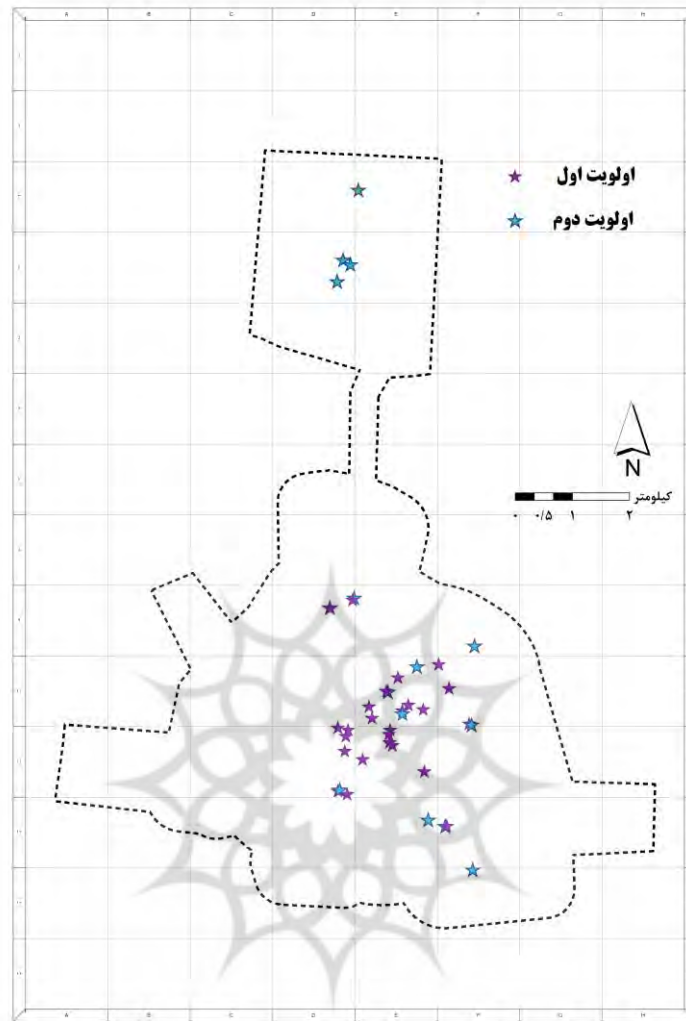 A B C D E F G H
اولویت اول
اولویت دوم
N
کیلومتر
۰ ۰/۵ ۱ ۲
A B C D E F G H